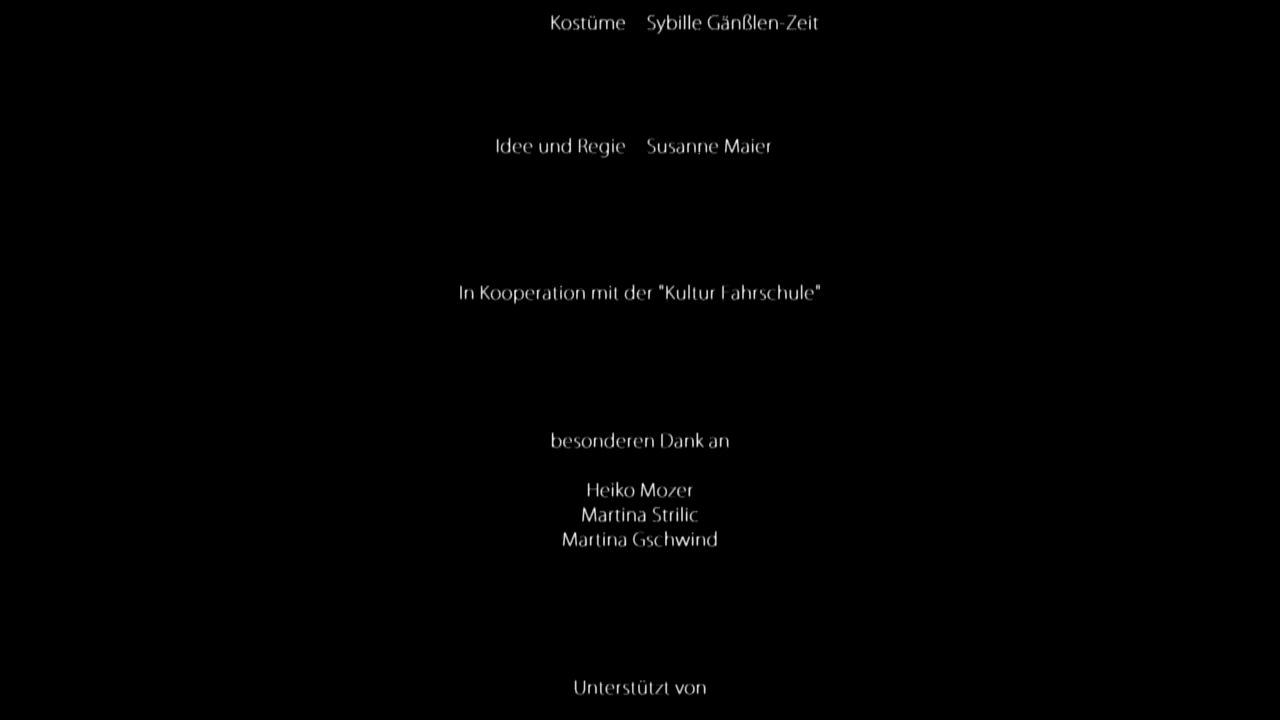 Kostüme Sybille Gänßlen-Zeit
Idee und Regie Susanne Maier
In Kooperation mit der "Kultur Fahrschule"
besonderen Dank an
Heiko Mozer
Martina Strilic
Martina Gschwind
Unterstützt von